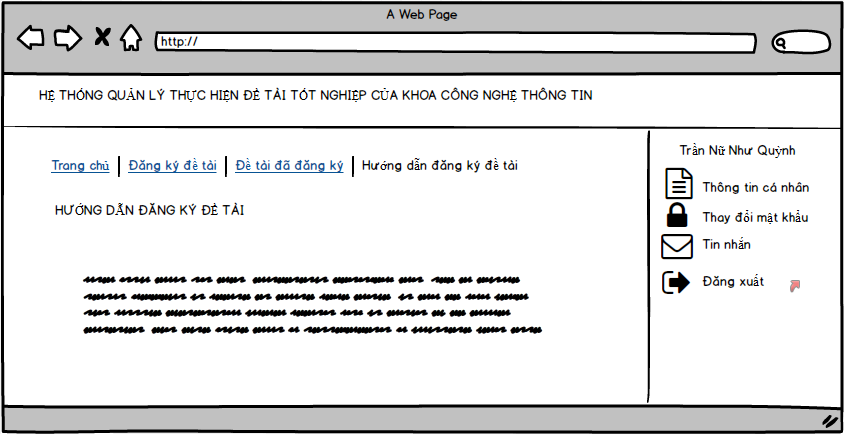 A Web Page
http://
HỆ THỐNG QUẢN LÝ THỰC HIỆN ĐỀ TÀI TỐT NGHIỆP CỦA KHOA CÔNG NGHỆ THÔNG TIN
Trang chủ | Đăng ký đề tài | Đề tài đã đăng ký | Hướng dẫn đăng ký đề tài
HƯỚNG DẪN ĐĂNG KÝ ĐỀ TÀI
Trần Nữ Như Quỳnh
Thông tin cá nhân
Thay đổi mật khẩu
Tin nhắn
Đăng xuất